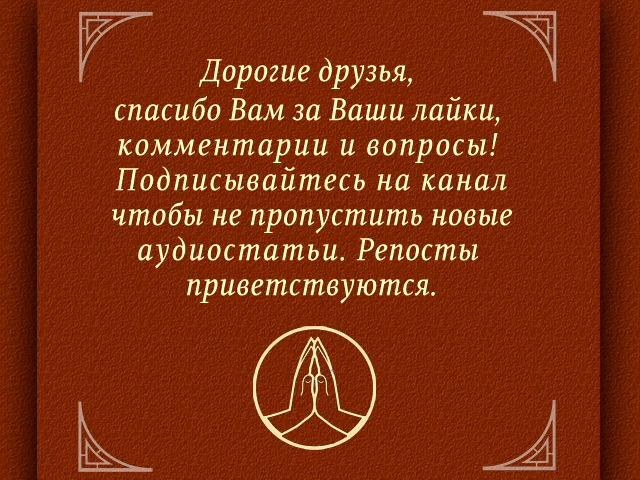 Дорогие друзья,
спасибо Вам за Ваши лайки,
комментарии и вопросы!
Подписывайтесь на канал
чтобы не пропустить новые
аудиостатьи. Репосты
приветствуются.